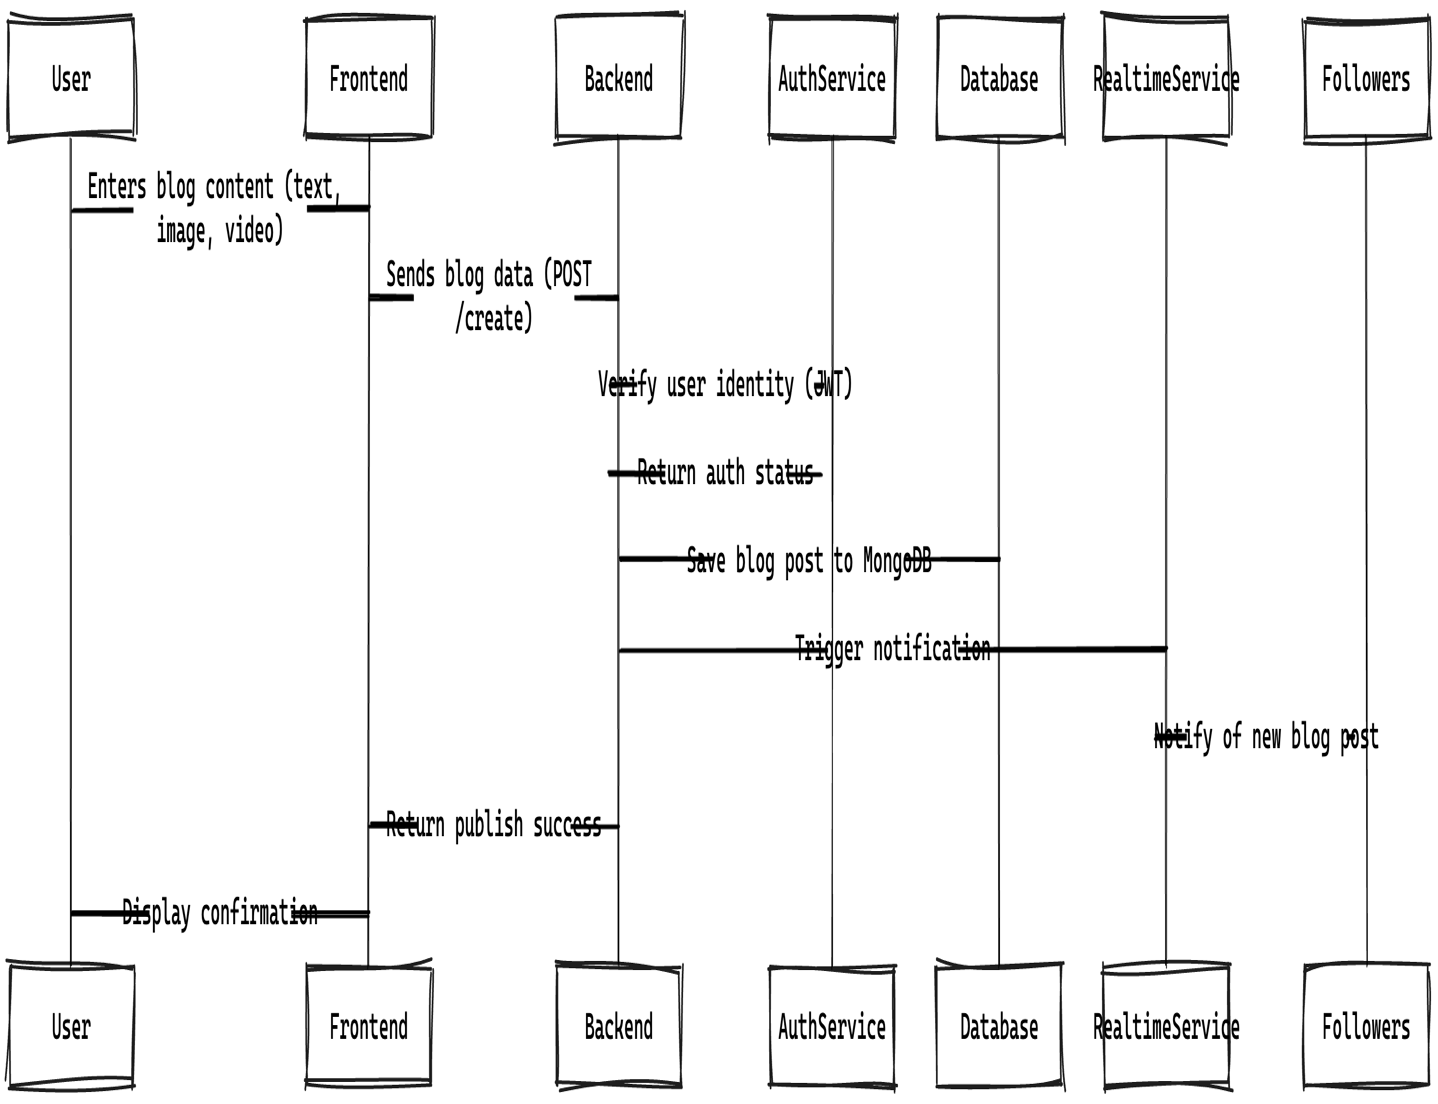 User Frontend Backend AuthService Database RealtimeService Followers
Enters blog content (text,
image, video)
Sends blog data (POST
/create)
Verify user identity (JWT)
Return auth status
Save blog post to MongoDB
Trigger notification
Notify of new blog post
Return publish success
Display confirmation
User Frontend Backend AuthService Database RealtimeService Followers